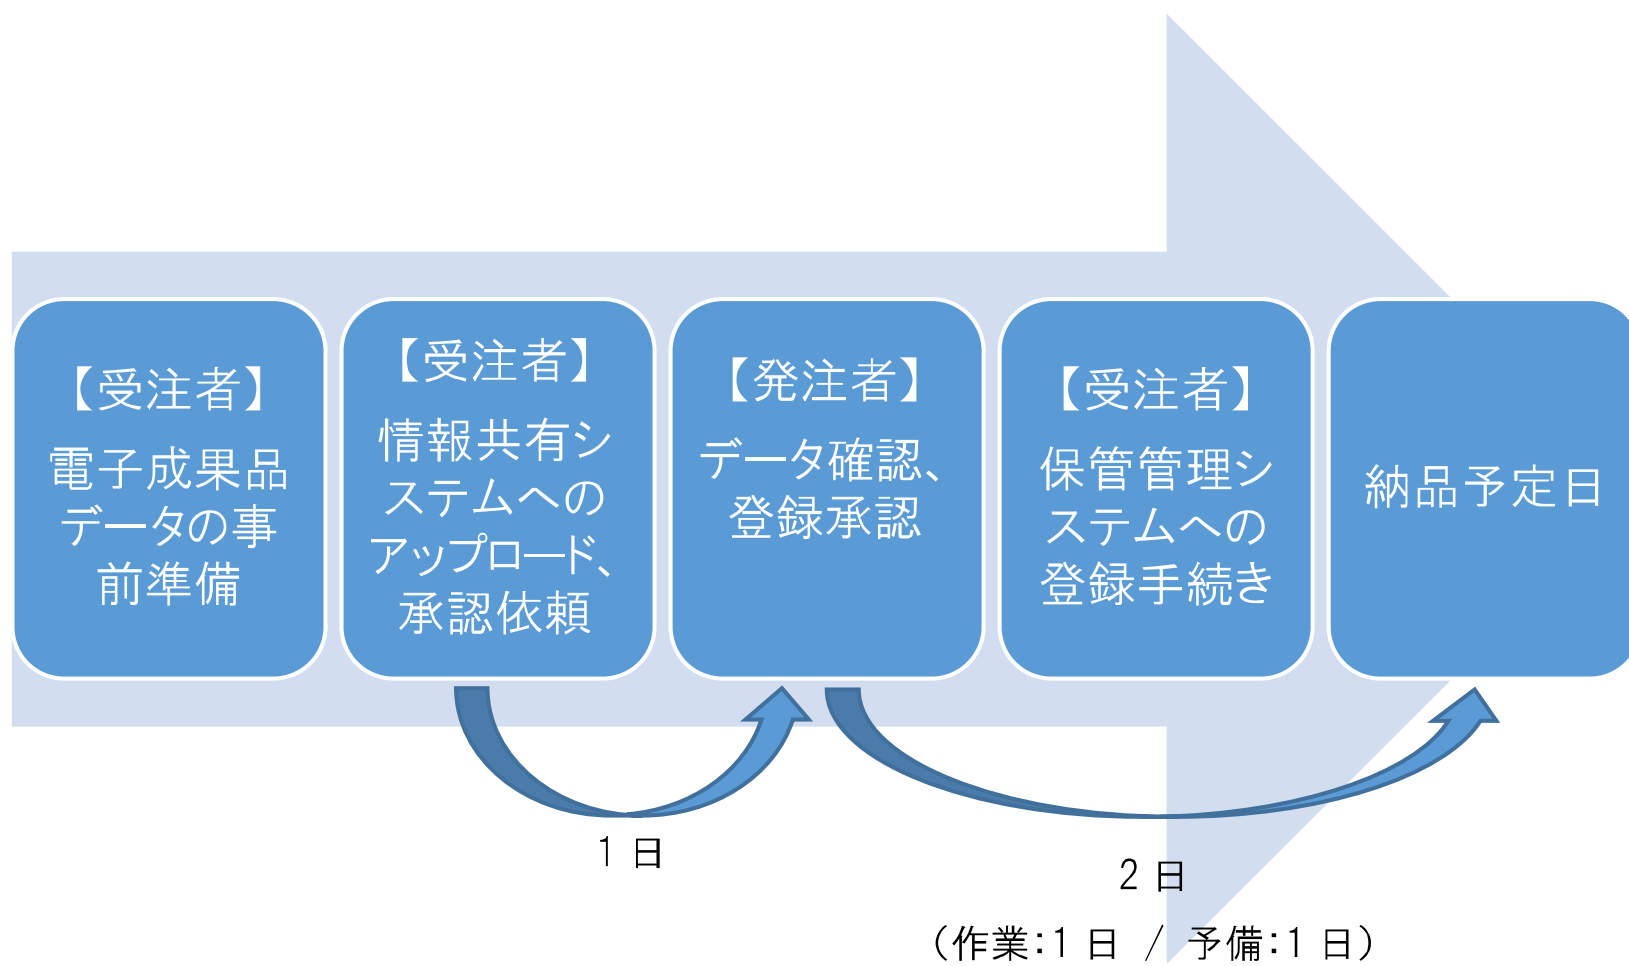 【受注者】
電子成果品
データの事
前準備
【受注者】
情報共有シ
ステムへの
アップロード、
承認依頼
【発注者】
データ確認、
登録承認
【受注者】
保管管理シ
ステムへの
登録手続き
納品予定日
1 日
2 日
（作業：1 日 / 予備：1 日）